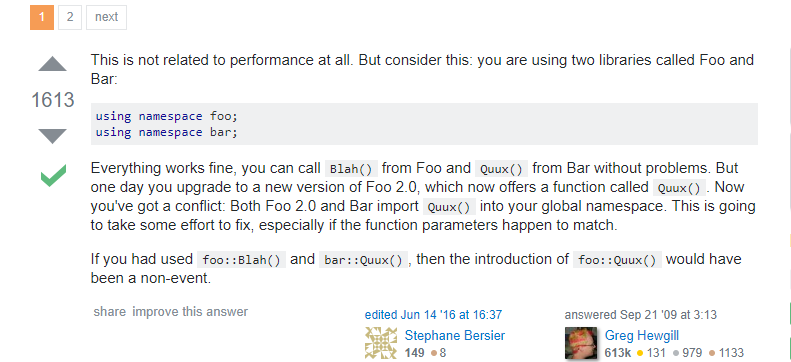 1 2 next
This is not related to performance at all. But consider this: you are using two libraries called Foo and
Bar:
1613
using namespace foo;
using namespace bar;
Everything works fine, you can call Blah() from Foo and Quux() from Bar without problems. But
one day you upgrade to a new version of Foo 2.0, which now offers a function called Quux(). Now
you've got a conflict: Both Foo 2.0 and Bar import Quux() into your global namespace. This is going
to take some effort to fix, especially if the function parameters happen to match.
If you had used foo::Blah() and bar::Quux(), then the introduction of foo::Quux() would have
been a non-event.
share improve this answer
edited Jun 14 '16 at 16:37
Stephane Bersier
149 ●8
answered Sep 21 '09 at 3:13
Greg Hewgill
613k ●131 ●979 ●1133